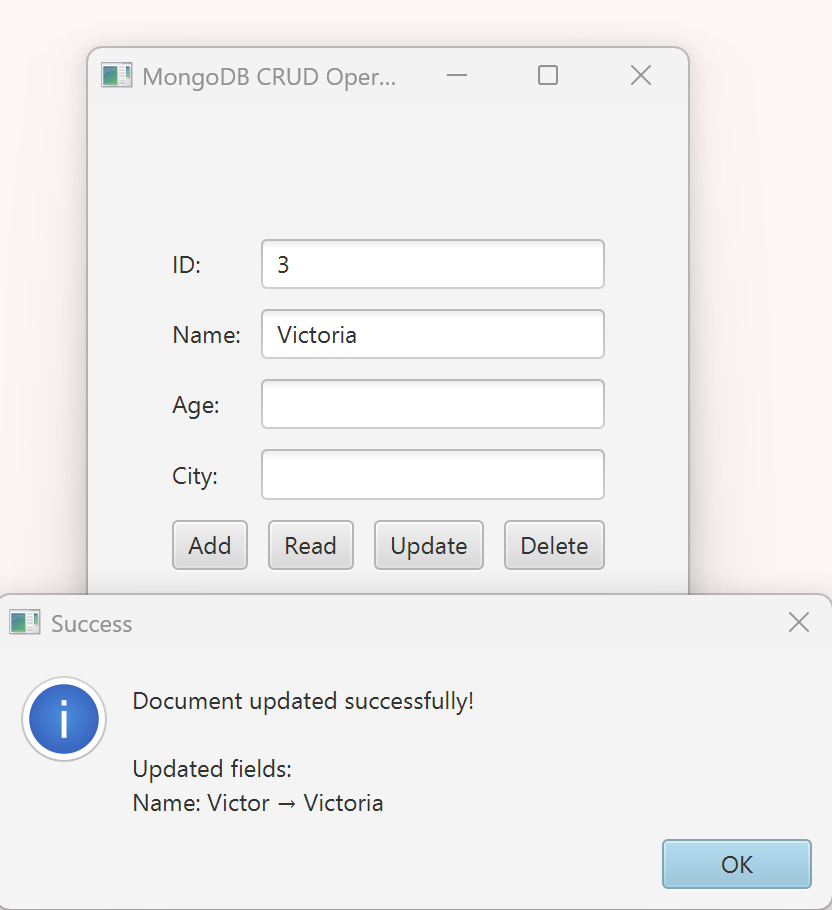 MongoDB CRUD Oper...
ID:
3
Name:
Victoria
Age:
City:
Add Read Update Delete
Success
i
Document updated successfully!
Updated fields:
Name: Victor → Victoria
OK